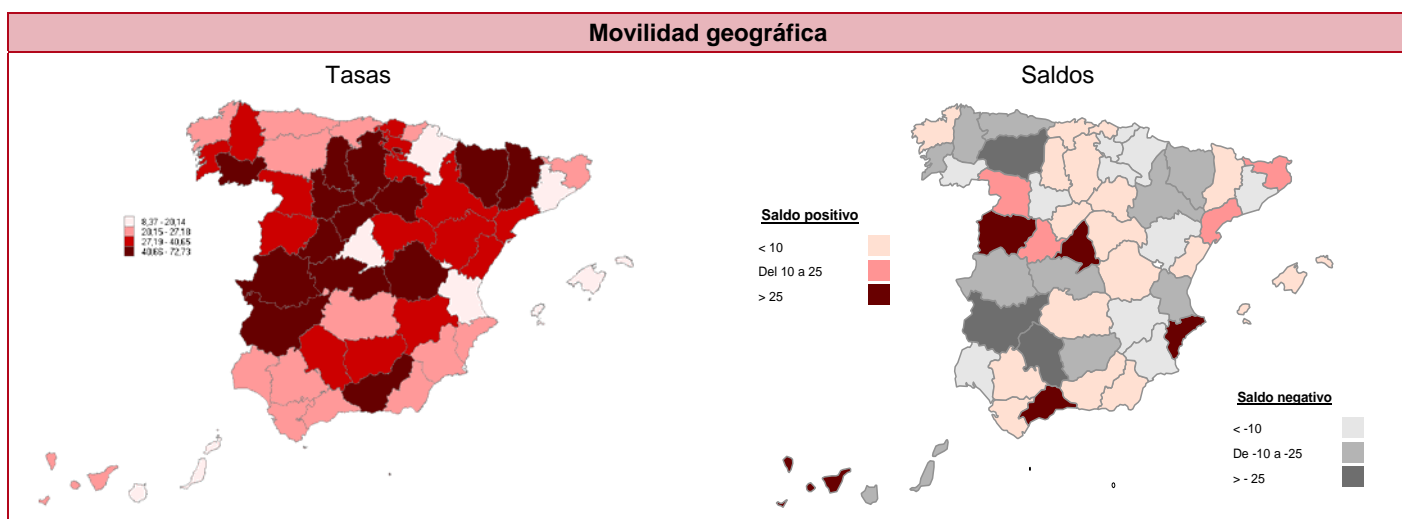 Movilidad geográfica
Tasas
Saldos
8,37 - 20,14
20,15 - 27,18
27,19 - 40,65
40,66 - 72,73
Saldo positivo
< 10
Del 10 a 25
> 25
Saldo negativo
< -10
De -10 a -25
> - 25